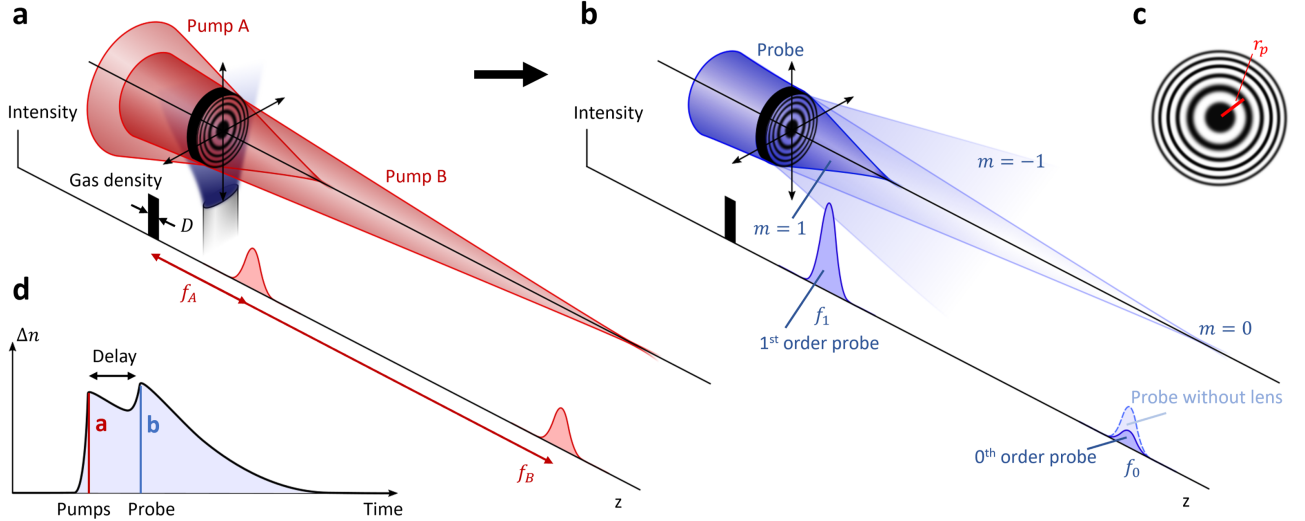 a
Pump A
Intensity
Gas density
D
Pump B
f_A
f_B
z
b
Probe
Intensity
m = −1
m = 1
f_1
1st order probe
m = 0
Probe without lens
0th order probe
f_0
z
c
r_p
d
Δn
Delay
a
b
Pumps
Probe
Time